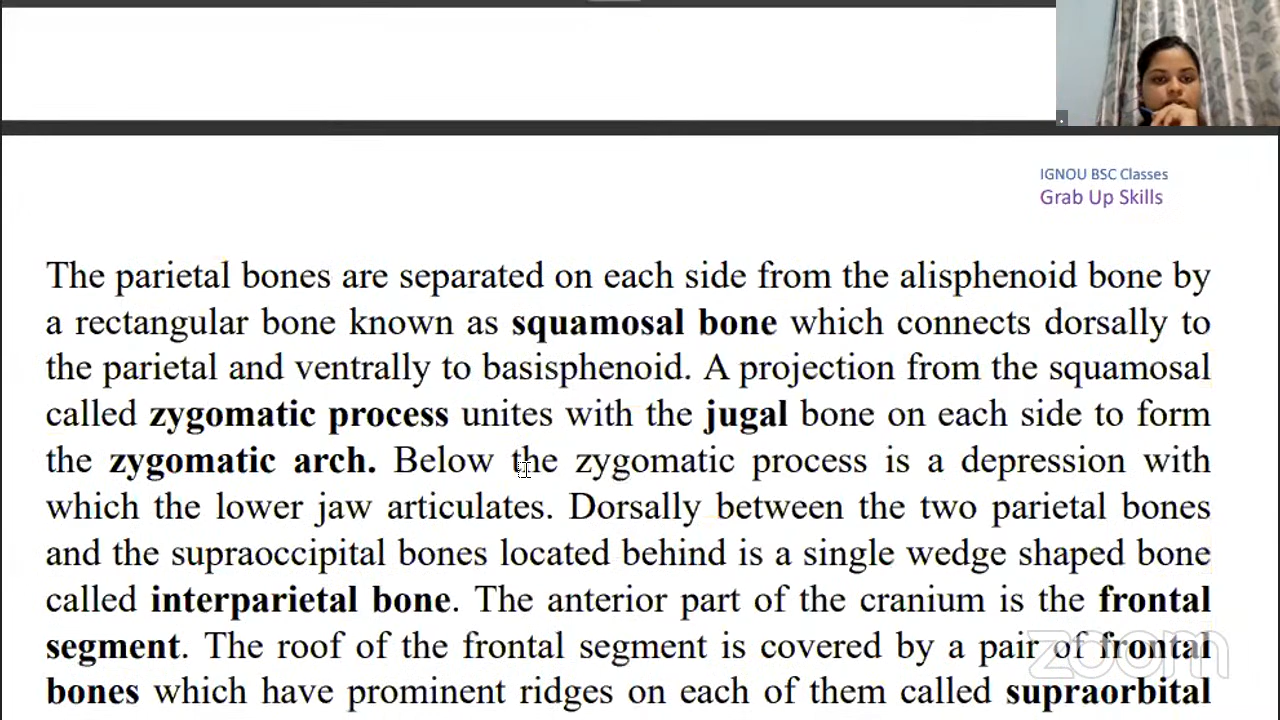 IGNOU BSC Classes
Grab Up Skills
The parietal bones are separated on each side from the alisphenoid bone by
a rectangular bone known as squamosal bone which connects dorsally to
the parietal and ventrally to basisphenoid. A projection from the squamosal
called zygomatic process unites with the jugal bone on each side to form
the zygomatic arch. Below the zygomatic process is a depression with
which the lower jaw articulates. Dorsally between the two parietal bones
and the supraoccipital bones located behind is a single wedge shaped bone
called interparietal bone. The anterior part of the cranium is the frontal
segment. The roof of the frontal segment is covered by a pair of frontal
bones which have prominent ridges on each of them called supraorbital
zoom